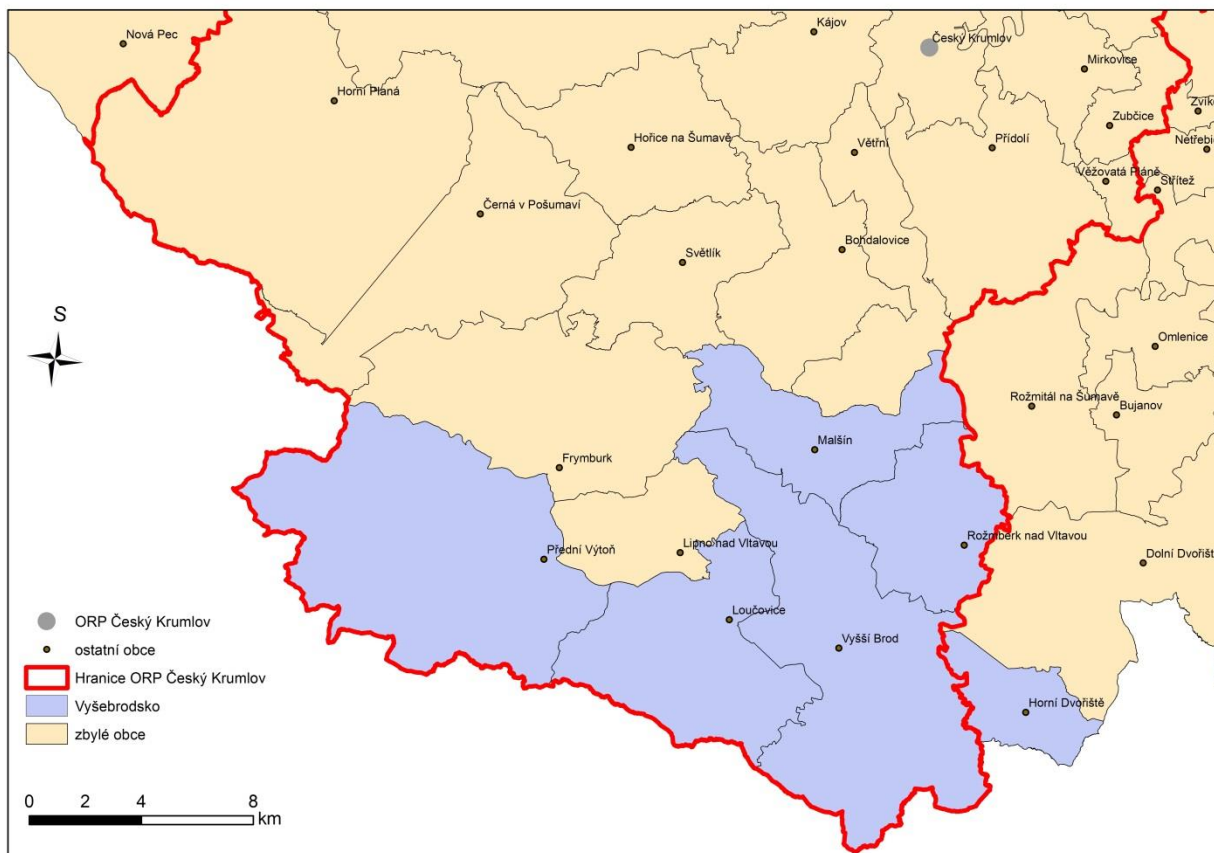 Nová Pec
Kájov
Český Krumlov
Mirkovice
Horní Planá
Zvíko
Zubčice
Hořice na Šumavě
Větřní
Přídolí
Netřebic
Věžovatá Pláně
Střítež
Černá v Pošumaví
Bohdalovice
Světlík
S
Omlenice
Rožmitál na Šumavě
Bujanov
Malšín
Frymburk
Rožmberk nad Vltavou
Přední Výtoň
Lipno nad Vltavou
Dolní Dvořišt
Loučovice
Vyšší Brod
Horní Dvořiště
ORP Český Krumlov
ostatní obce
Hranice ORP Český Krumlov
Vyšebrodsko
zbylé obce
0 2 4 8
km